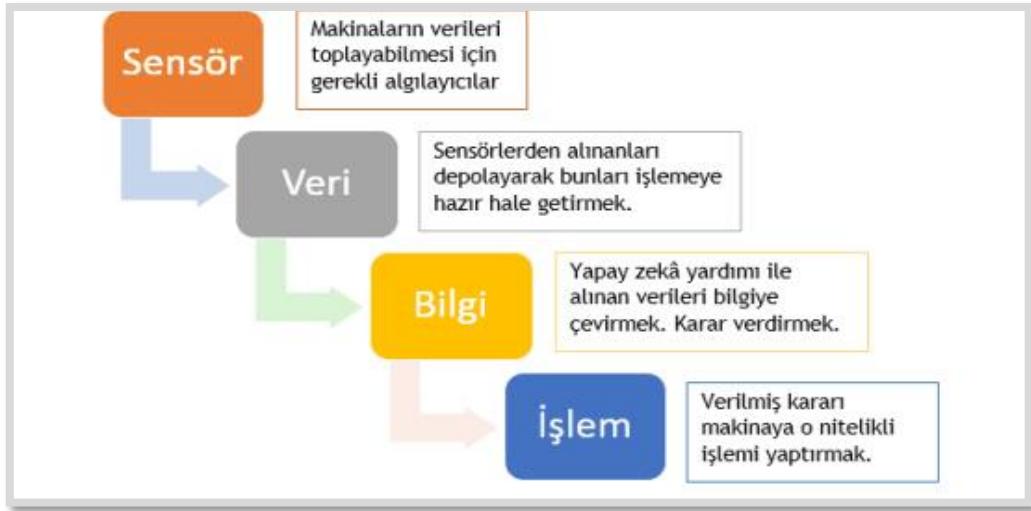 Sensör
Makinaların verileri
toplayabilmesi için
gerekli algılayıcılar
Veri
Sensörlerden alınanları
depolayarak bunları işlemeye
hazır hale getirmek.
Bilgi
Yapay zekâ yardımı ile
alınan verileri bilgiye
çevirmek. Karar verdirmek.
İşlem
Verilmiş kararı
makinaya o nitelikli
işlemi yaptırmak.